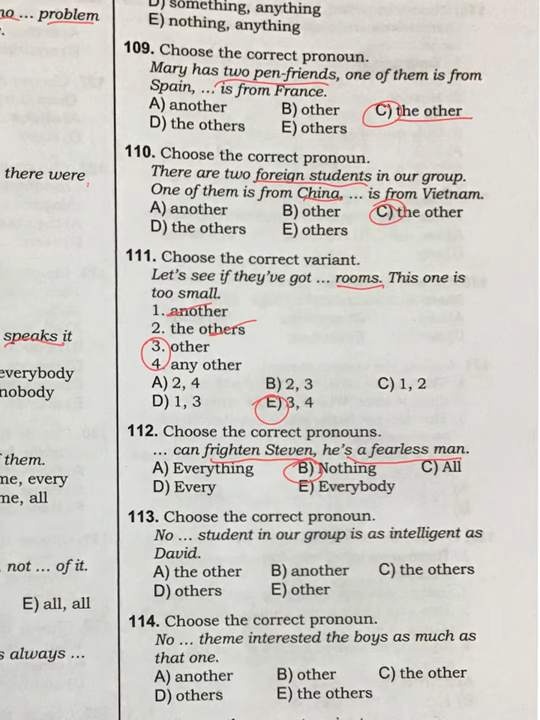 no ... problem
there were
speaks it
everybody
nobody
them.
me, every
me, all
not ... of it.
E) all, all
always ...
D) something, anything
E) nothing, anything
109. Choose the correct pronoun.
Mary has two pen-friends, one of them is from
Spain, ... is from France.
A) another B) other C) the other
D) the others E) others
110. Choose the correct pronoun.
There are two foreign students in our group.
One of them is from China, ... is from Vietnam.
A) another B) other C) the other
D) the others E) others
111. Choose the correct variant.
Let's see if they've got ... rooms. This one is
too small.
1. another
2. the others
3. other
4. any other
A) 2, 4 B) 2, 3 C) 1, 2
D) 1, 3 E) 3, 4
112. Choose the correct pronouns.
... can frighten Steven, he's a fearless man.
A) Everything B) Nothing C) All
D) Every E) Everybody
113. Choose the correct pronoun.
No ... student in our group is as intelligent as
David.
A) the other B) another C) the others
D) others E) other
114. Choose the correct pronoun.
No ... theme interested the boys as much as
that one.
A) another B) other C) the other
D) others E) the others